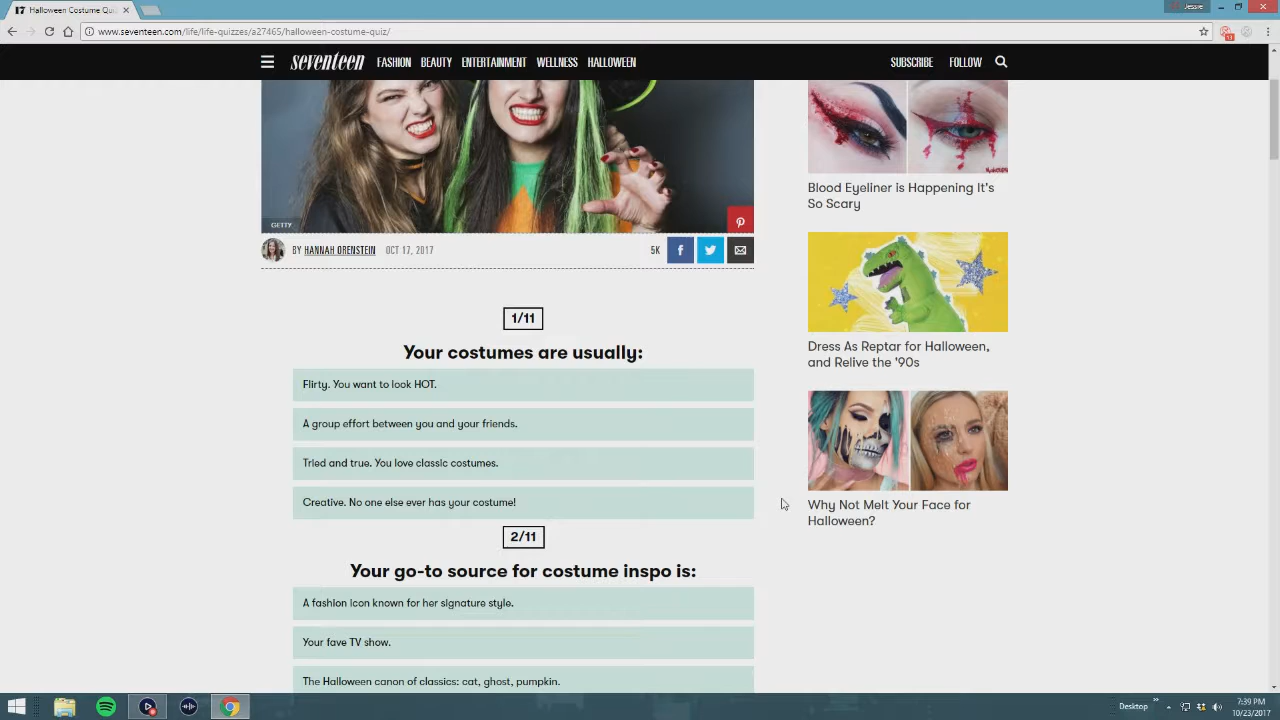 Halloween Costume Qui
Jesse
www.seventeen.com/life/life-quizzes/a27465/halloween-costume-quiz/
seventeen FASHION BEAUTY ENTERTAINMENT WELLNESS HALLOWEEN SUBSCRIBE FOLLOW
GETTY
BY HANNAH ORENSTEIN OCT 17, 2017 5K
1/11
Your costumes are usually:
Flirty. You want to look HOT.
A group effort between you and your friends.
Tried and true. You love classic costumes.
Creative. No one else ever has your costume!
2/11
Your go-to source for costume inspo is:
A fashion icon known for her signature style.
Your fave TV show.
The Halloween canon of classics: cat, ghost, pumpkin.
Blood Eyeliner is Happening It's
So Scary
Dress As Reptar for Halloween,
and Relive the '90s
Why Not Melt Your Face for
Halloween?
Desktop
7:39 PM
10/23/2017